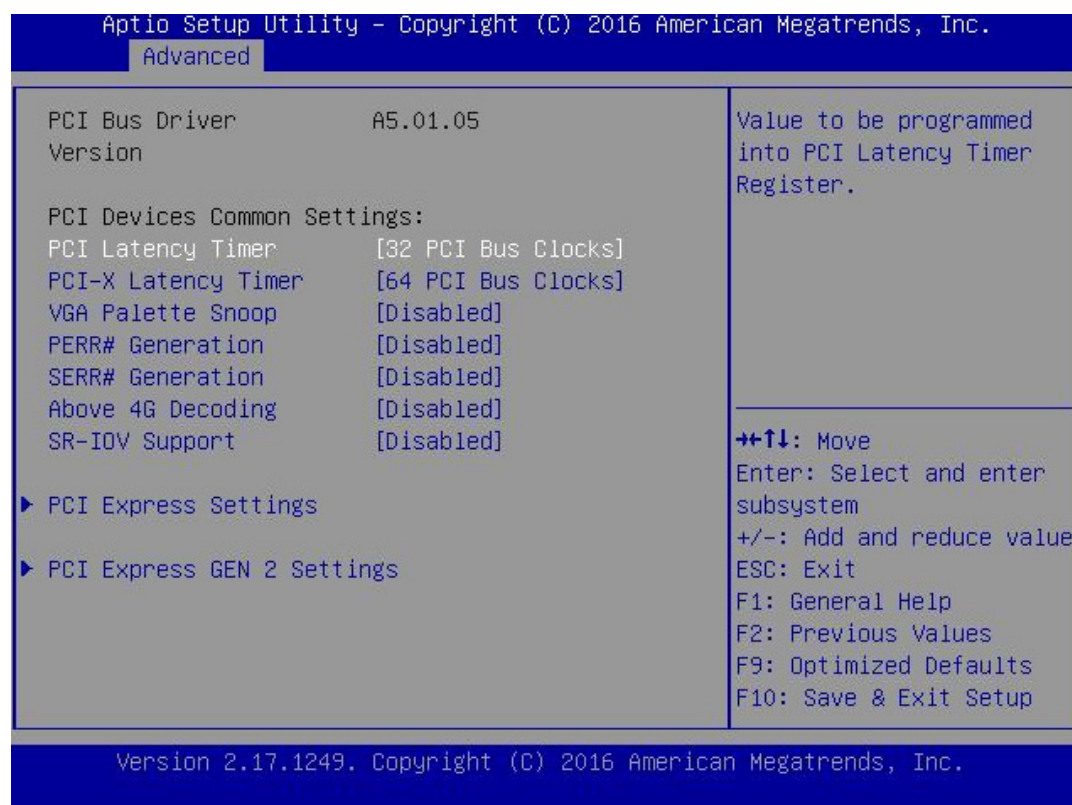 Aptio Setup Utility – Copyright (C) 2016 American Megatrends, Inc.
Advanced
PCI Bus Driver A5.01.05
Version
PCI Devices Common Settings:
PCI Latency Timer [32 PCI Bus Clocks]
PCI-X Latency Timer [64 PCI Bus Clocks]
VGA Palette Snoop [Disabled]
PERR# Generation [Disabled]
SERR# Generation [Disabled]
Above 4G Decoding [Disabled]
SR-IOV Support [Disabled]
▶ PCI Express Settings
▶ PCI Express GEN 2 Settings
Value to be programmed
into PCI Latency Timer
Register.
→←↑↓: Move
Enter: Select and enter
subsystem
+/-: Add and reduce value
ESC: Exit
F1: General Help
F2: Previous Values
F9: Optimized Defaults
F10: Save & Exit Setup
Version 2.17.1249. Copyright (C) 2016 American Megatrends, Inc.